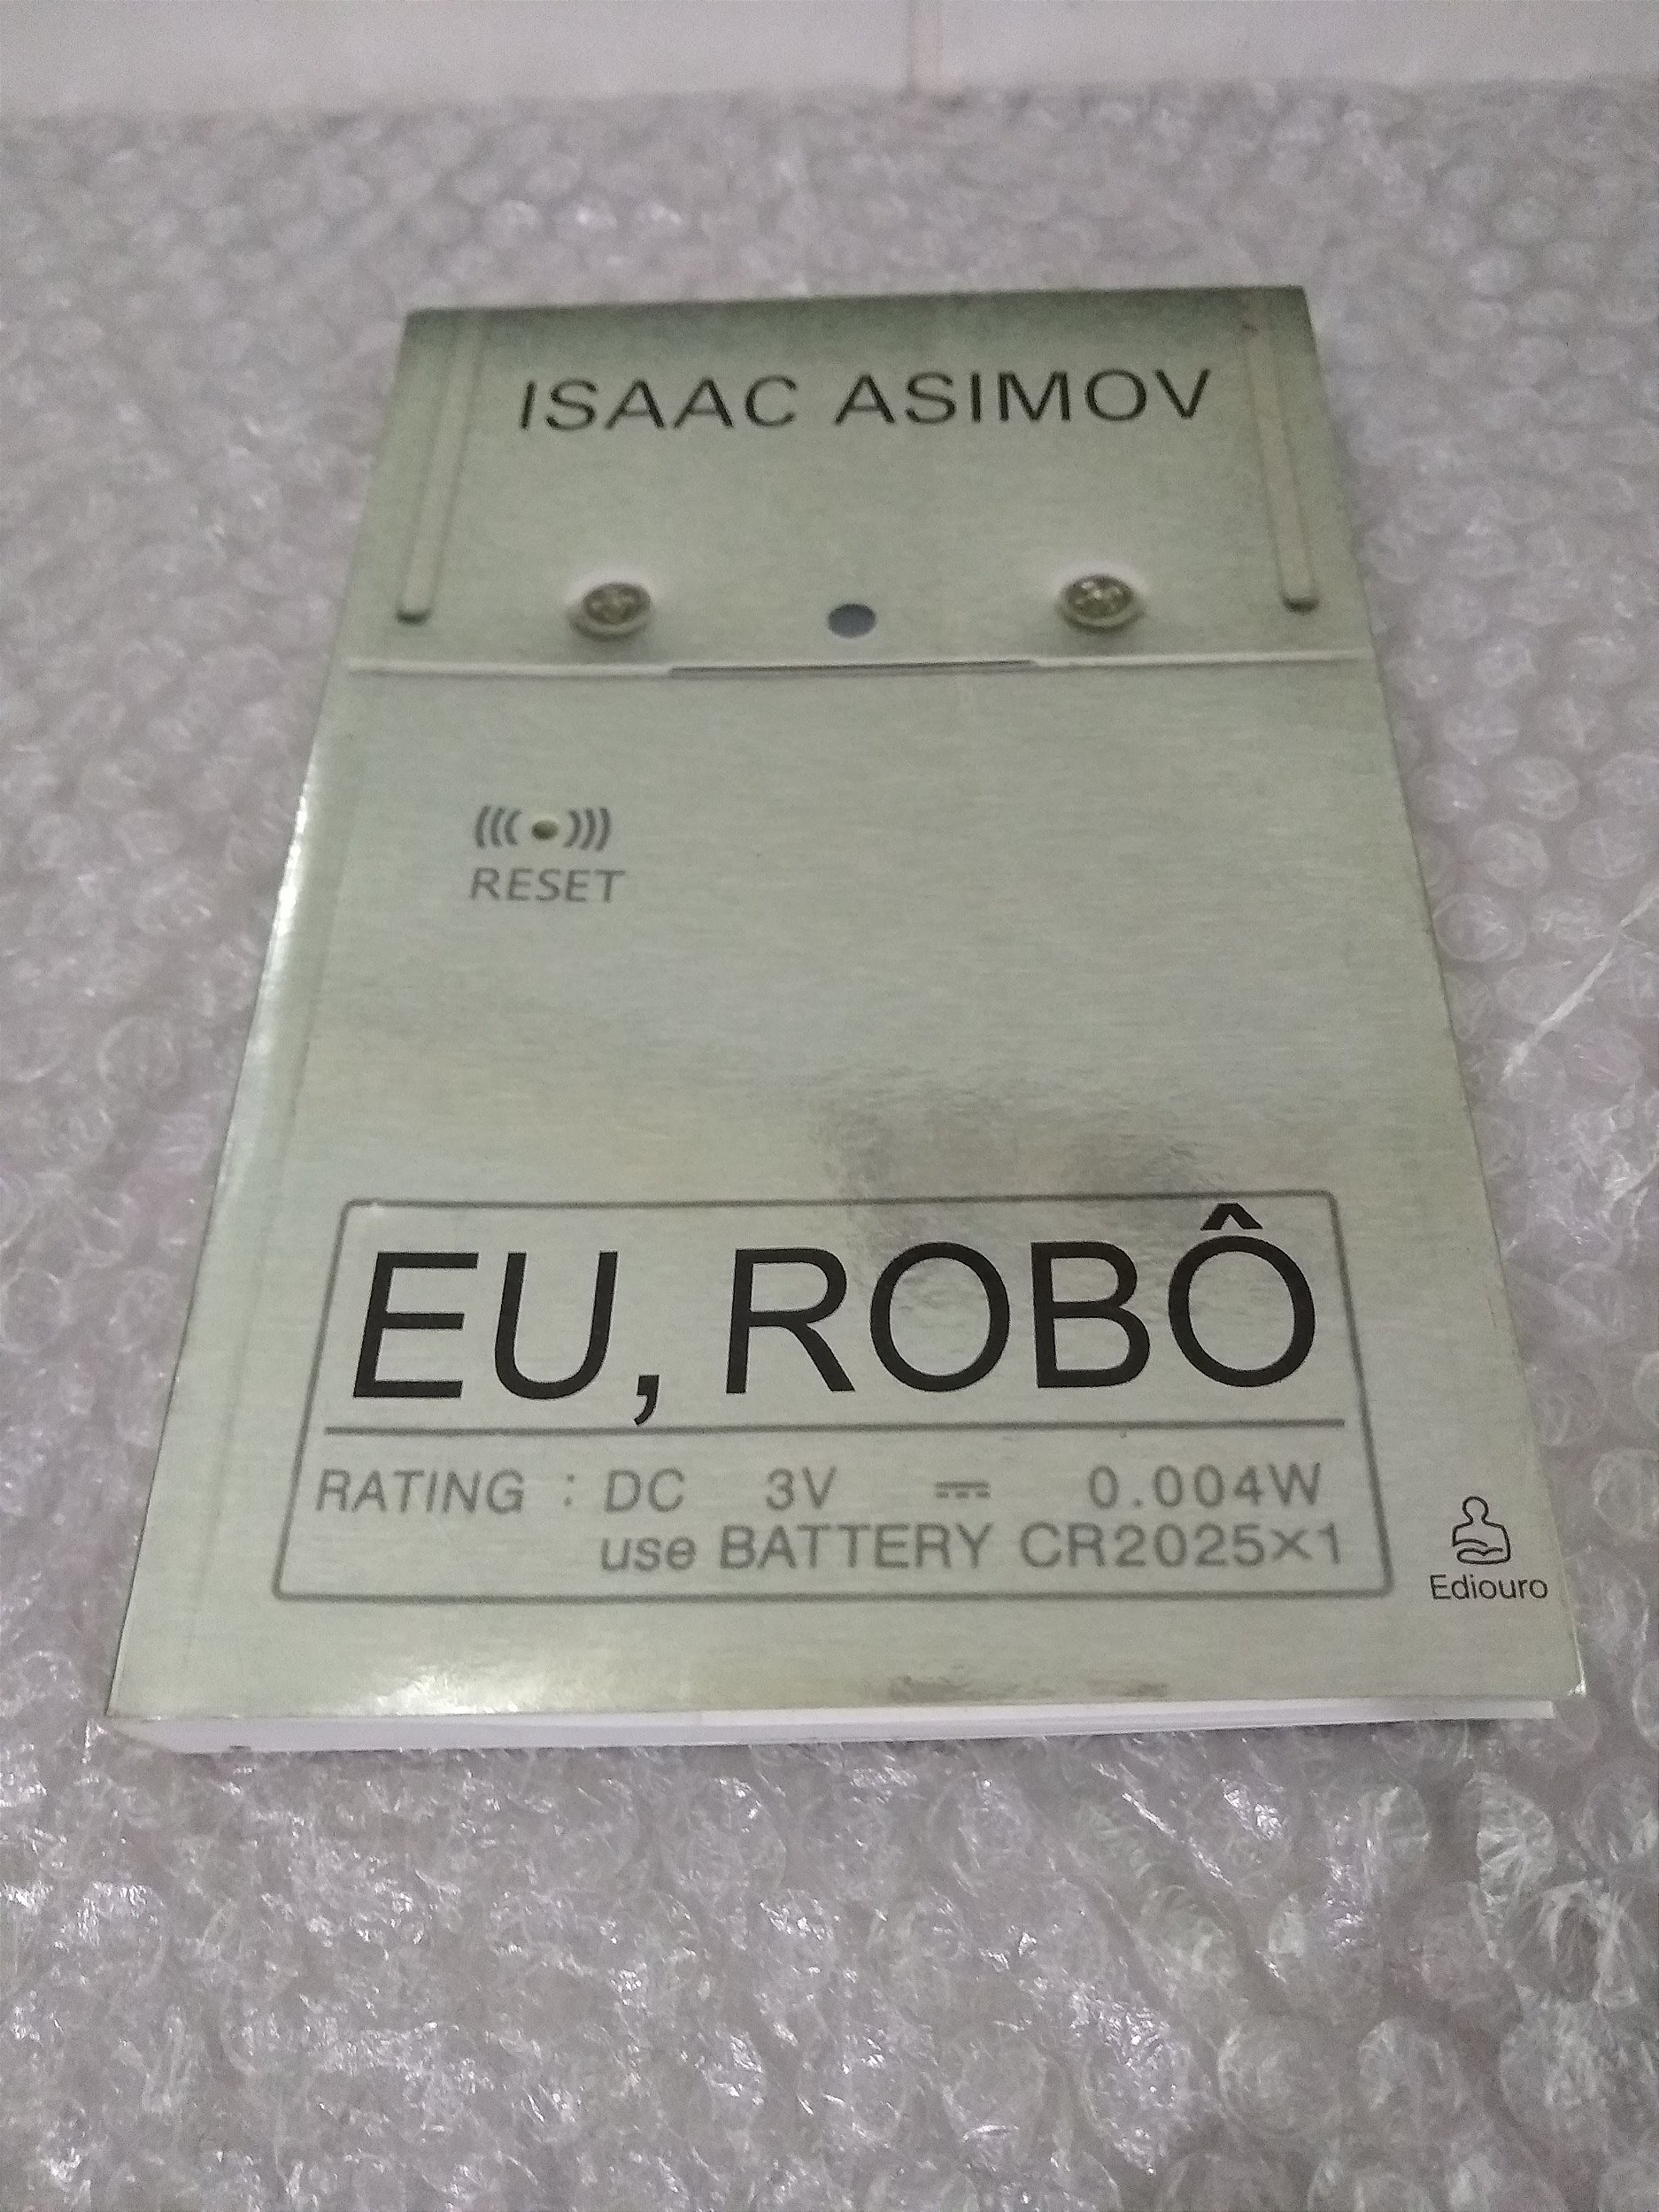 ISAAC ASIMOV
((( ))) 
RESET
EU, ROBÔ
RATING : DC 3V ⎓ 0.004W
use BATTERY CR2025×1
Ediouro